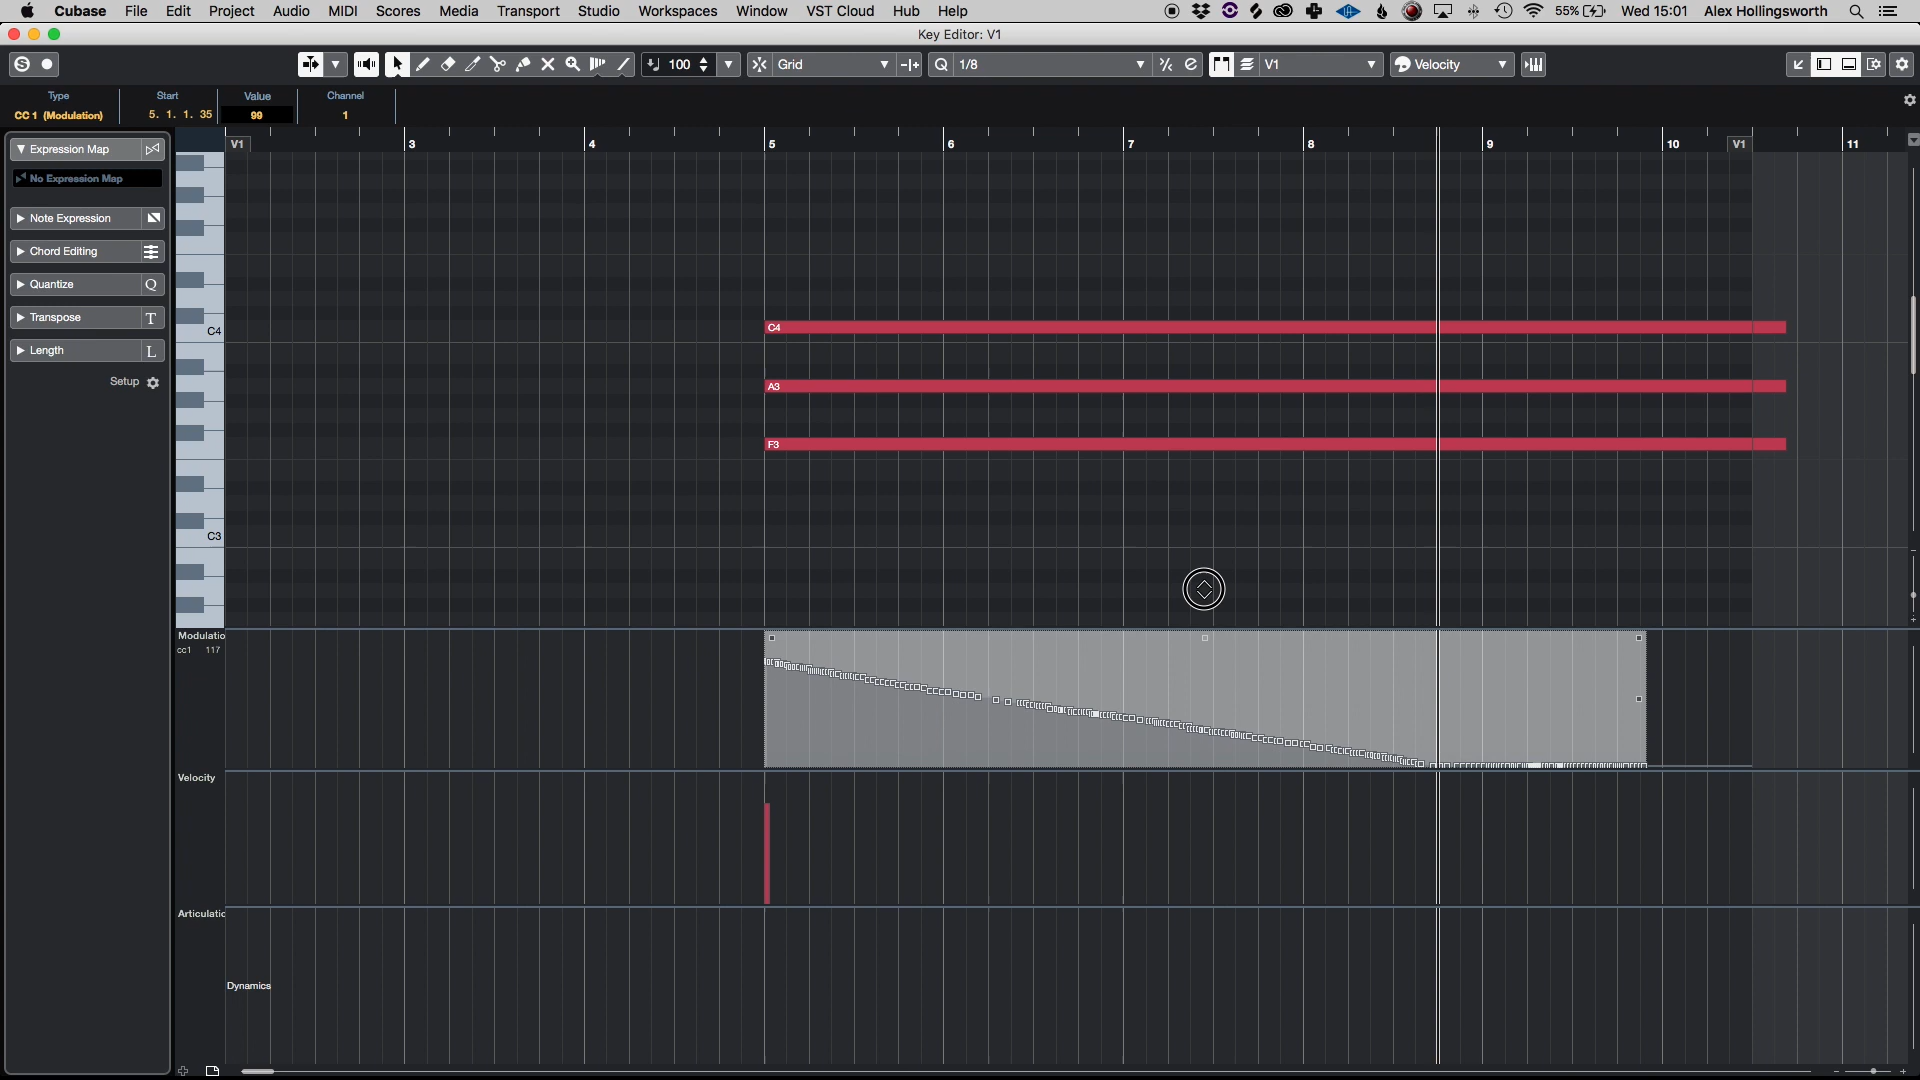 Cubase File Edit Project Audio MIDI Scores Media Transport Studio Workspaces Window VST Cloud Hub Help 55% Wed 15:01 Alex Hollingsworth
Key Editor: V1
S 100 Grid Q 1/8 V1 Velocity
Type Start Value Channel
CC 1 (Modulation) 5. 1. 1. 35 99 1
Expression Map
No Expression Map
Note Expression
Chord Editing
Quantize Q
Transpose T
Length L
Setup
V1 3 4 5 6 7 8 9 10 V1 11
C4 C4
A3
F3
C3
Modulatio
cc1 117
Velocity
Articulatio
Dynamics